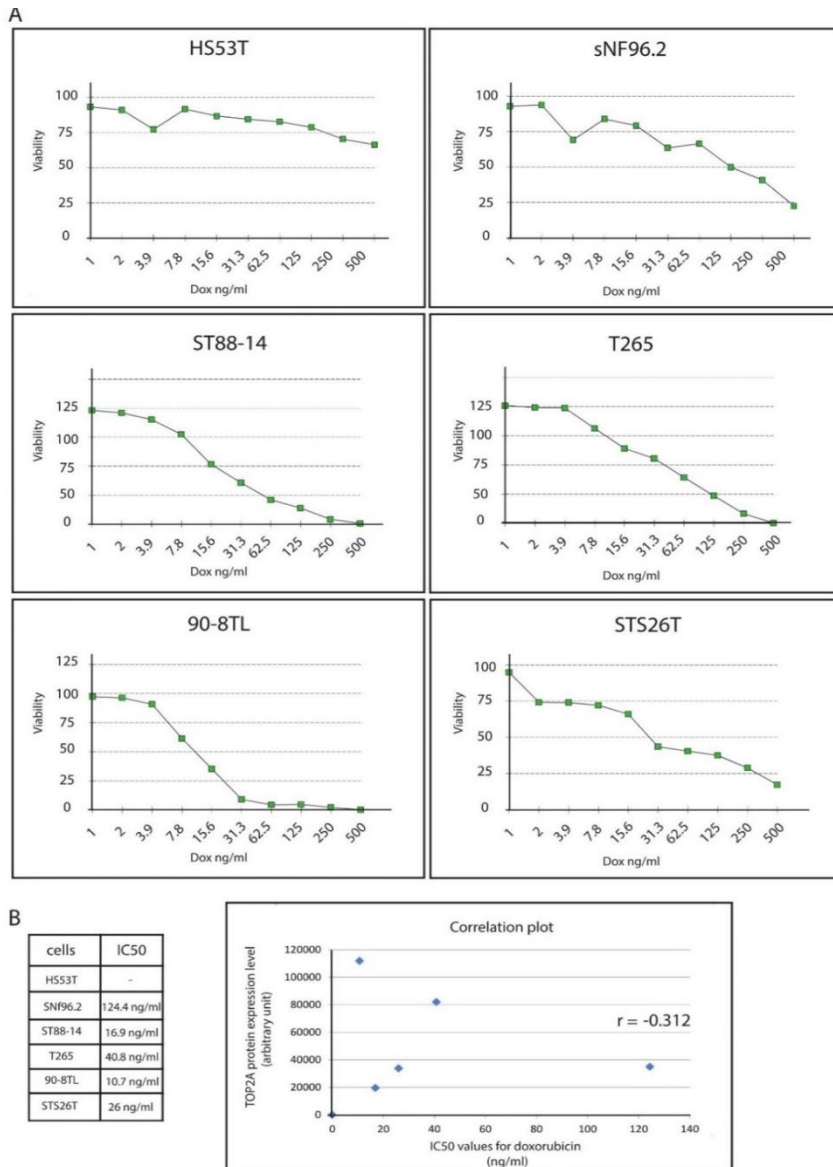 A
HS53T
100
75
50
25
0
Viability
1 2 3.9 7.8 15.6 31.3 62.5 125 250 500
Dox ng/ml
sNF96.2
100
75
50
25
0
Viability
1 2 3.9 7.8 15.6 31.3 62.5 125 250 500
Dox ng/ml
ST88-14
125
100
75
50
0
Viability
1 2 3.9 7.8 15.6 31.3 62.5 125 250 500
Dox ng/ml
T265
125
100
75
50
0
Viability
1 2 3.9 7.8 15.6 31.3 62.5 125 250 500
Dox ng/ml
90-8TL
125
100
75
50
25
0
Viability
1 2 3.9 7.8 15.6 31.3 62.5 125 250 500
Dox ng/ml
STS26T
100
75
50
25
0
Viability
1 2 3.9 7.8 15.6 31.3 62.5 125 250 500
Dox ng/ml
B
cells IC50
HS53T -
SNf96.2 124.4 ng/ml
ST88-14 16.9 ng/ml
T265 40.8 ng/ml
90-8TL 10.7 ng/ml
STS26T 26 ng/ml
Correlation plot
120000
100000
80000
60000
40000
20000
0
TOP2A protein expression level
(arbitrary unit)
r = -0.312
0 20 40 60 80 100 120 140
IC50 values for doxorubicin
(ng/ml)